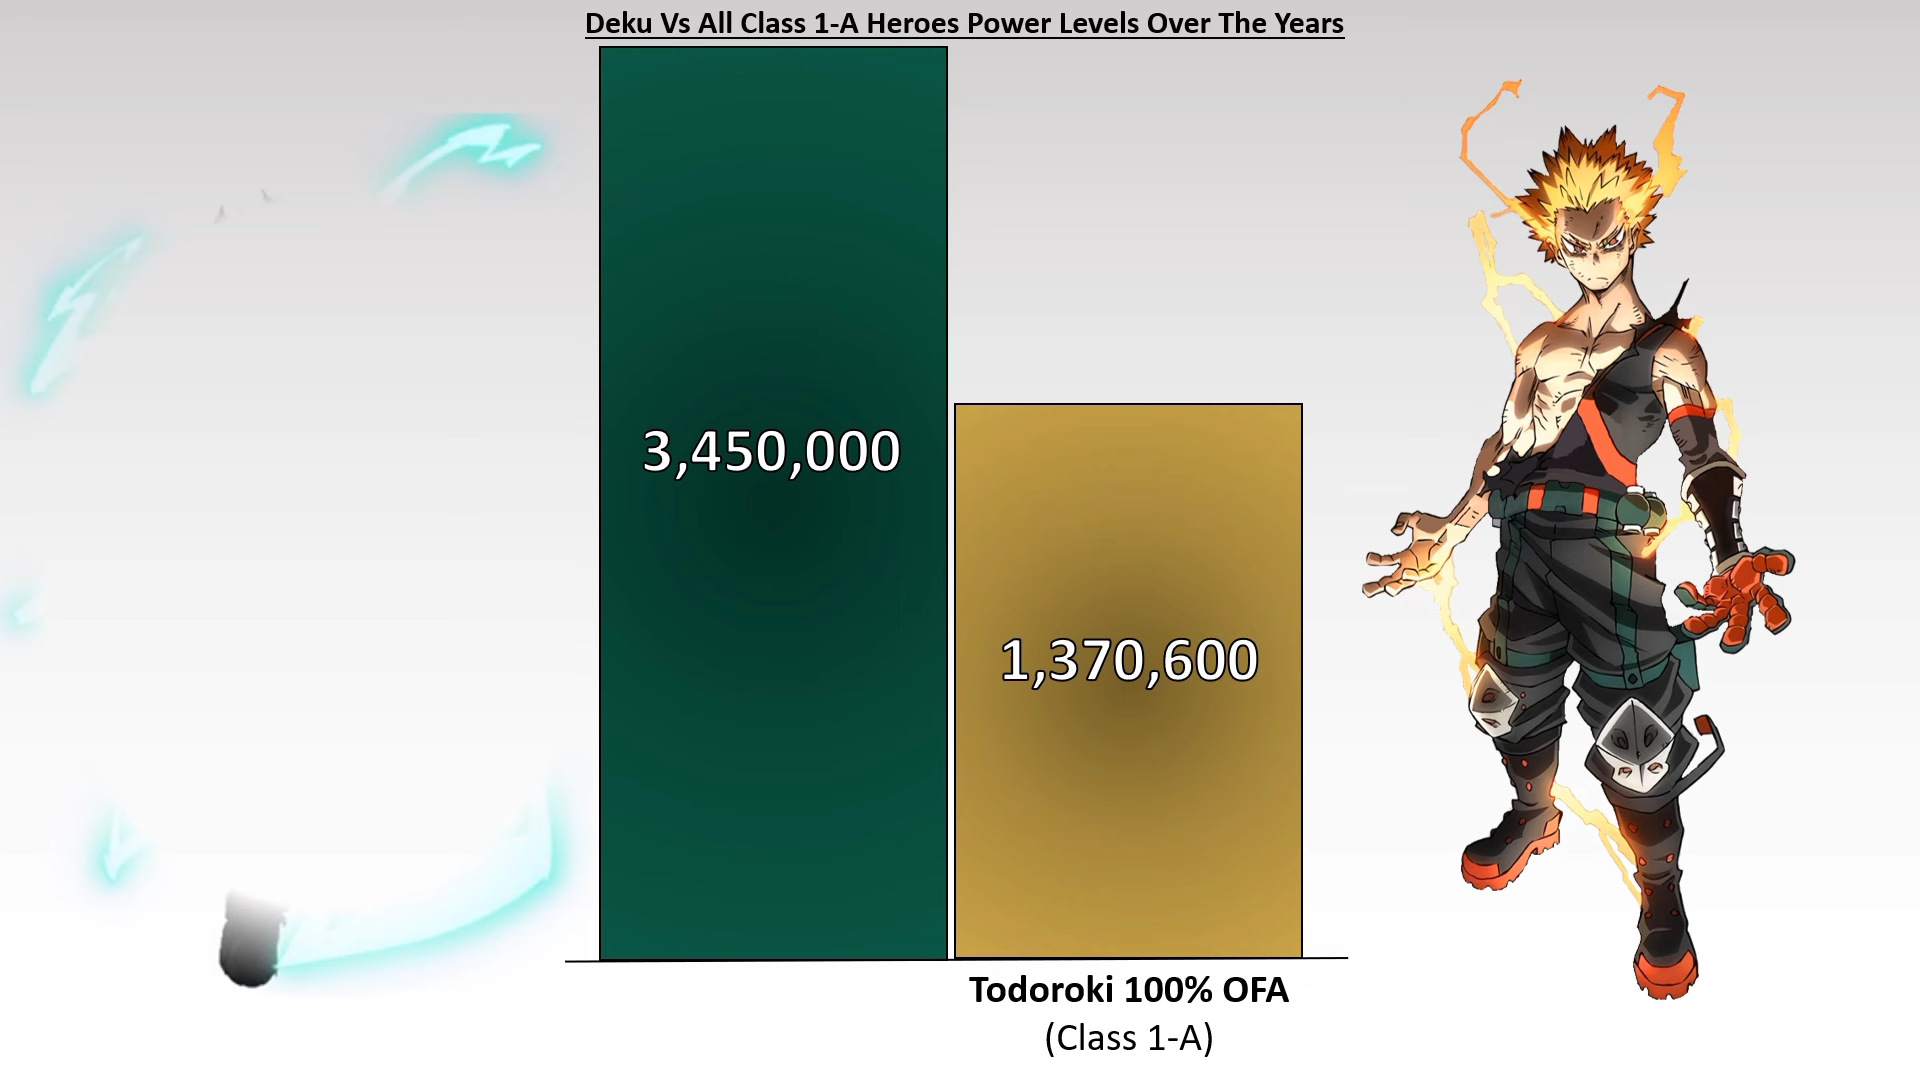 Deku Vs All Class 1-A Heroes Power Levels Over The Years
3,450,000
1,370,600
Todoroki 100% OFA
(Class 1-A)